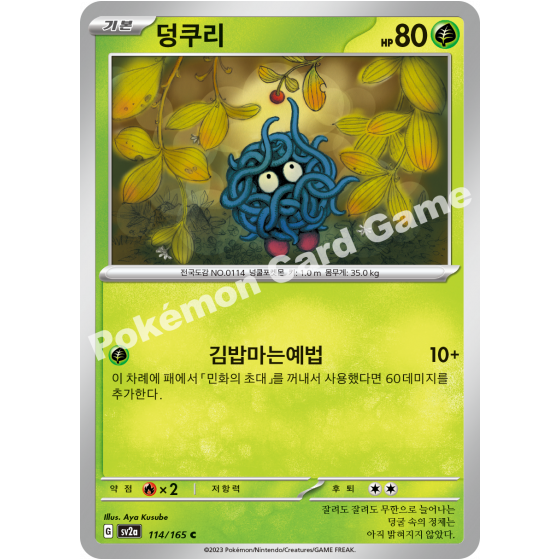 기본 덩쿠리 HP 80
전국도감 NO.0114 넝쿨포켓몬 키: 1.0 m 몸무게: 35.0 kg
Pokémon Card Game
김밥마는예법 10+
이 차례에 패에서 「민화의 초대」를 꺼내서 사용했다면 60데미지를
추가한다.
약점 ×2 저항력 후퇴
Illus. Aya Kusube
G sv2a 114/165 C
잘려도 잘려도 무한으로 늘어나는
덩굴 속의 정체는
아직 밝혀지지 않았다.
©2023 Pokémon/Nintendo/Creatures/GAME FREAK.